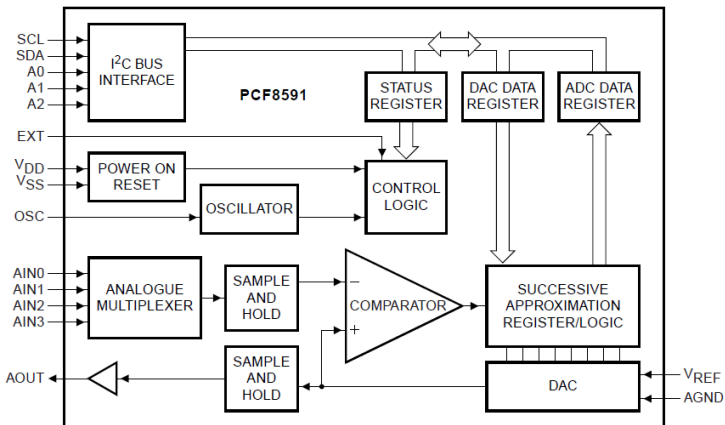 SCL
SDA
A0
A1
A2
I²C BUS
INTERFACE
PCF8591
STATUS
REGISTER
DAC DATA
REGISTER
ADC DATA
REGISTER
EXT
VDD
VSS
POWER ON
RESET
CONTROL
LOGIC
OSC
OSCILLATOR
AIN0
AIN1
AIN2
AIN3
ANALOGUE
MULTIPLEXER
SAMPLE
AND
HOLD
−
COMPARATOR
+
SUCCESSIVE
APPROXIMATION
REGISTER/LOGIC
AOUT
SAMPLE
AND
HOLD
DAC
VREF
AGND